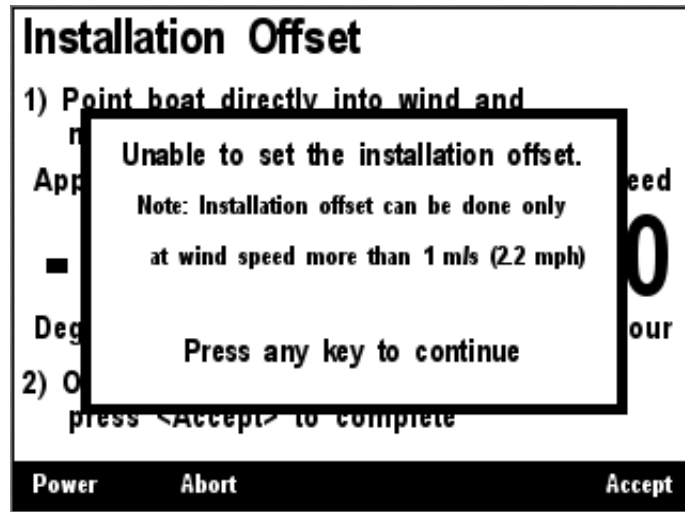 Installation Offset
1) Point boat directly into wind and
Unable to set the installation offset.
Note: Installation offset can be done only
at wind speed more than 1 m/s (2.2 mph)
Press any key to continue
2)
press <Accept> to complete
Power Abort Accept